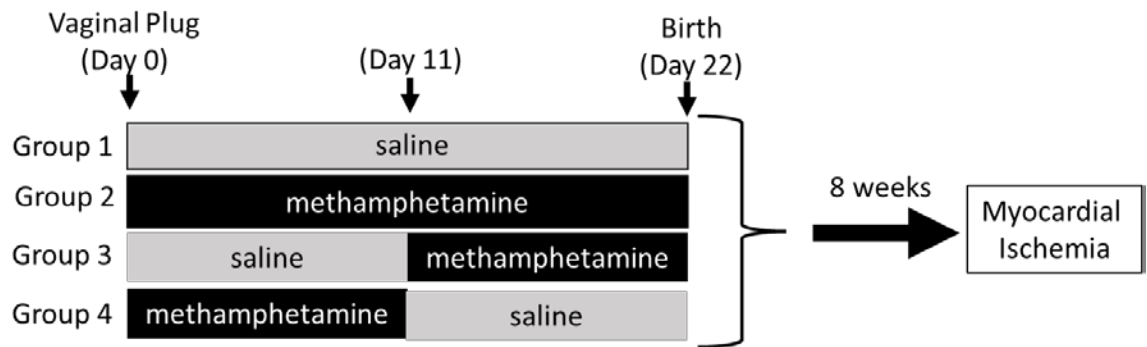 Vaginal Plug
(Day 0)
(Day 11)
Birth
(Day 22)
Group 1
saline
Group 2
methamphetamine
Group 3
saline
methamphetamine
Group 4
methamphetamine
saline
8 weeks
Myocardial
Ischemia